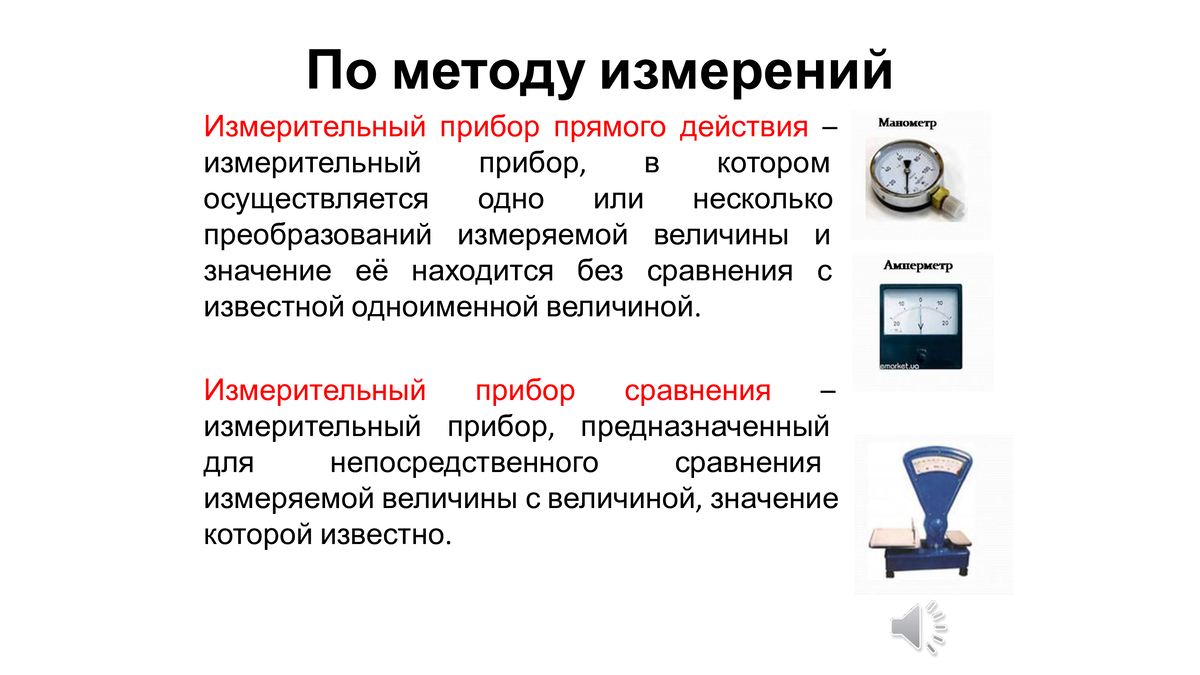 По методу измерений
Измерительный прибор прямого действия –
измерительный прибор, в котором
осуществляется одно или несколько
преобразований измеряемой величины и
значение её находится без сравнения с
известной одноименной величиной.
Измерительный прибор сравнения –
измерительный прибор, предназначенный
для непосредственного сравнения
измеряемой величины с величиной, значение
которой известно.
Манометр
Амперметр
10 0 10
20 20
V
emorket.ua